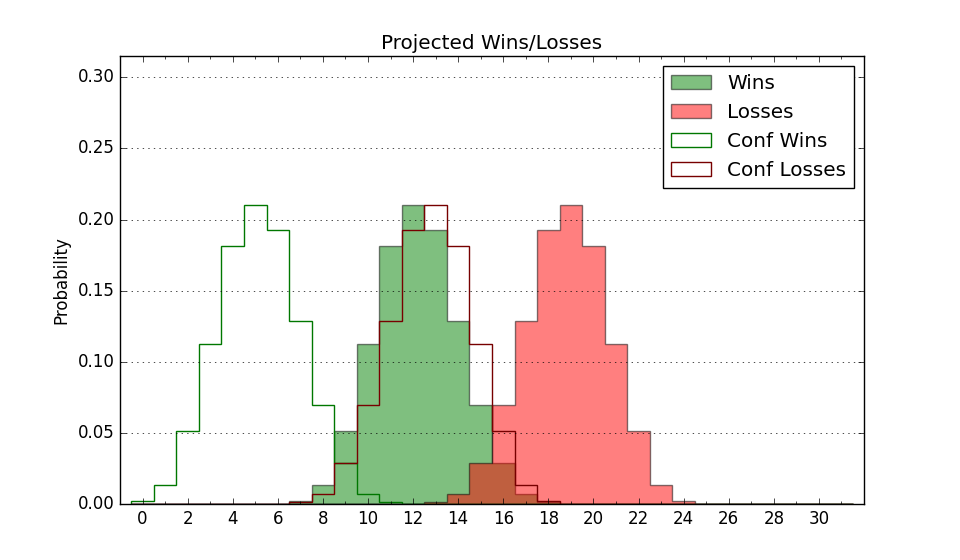 Projected Wins/Losses
Wins
Losses
Conf Wins
Conf Losses
Probability
0.30
0.25
0.20
0.15
0.10
0.05
0.00
0 2 4 6 8 10 12 14 16 18 20 22 24 26 28 30